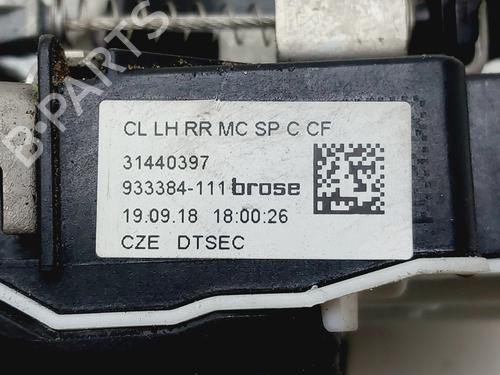 CL LH RR MC SP C CF
31440397
933384-111 brose
19.09.18 18:00:26
CZE DTSEC
B-PARTS